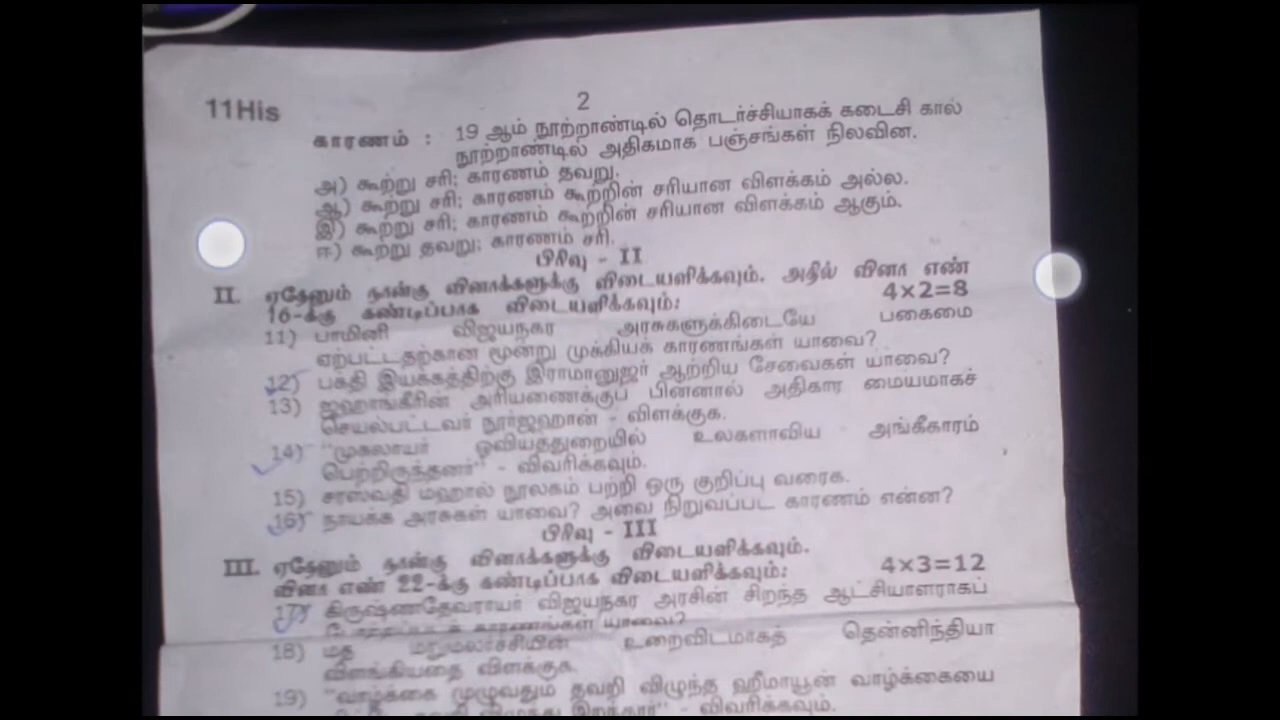 11His
2
காரணம் : 19 ஆம் நூற்றாண்டில் தொடர்ச்சியாகக் கடைசி கால்
நூற்றாண்டில் அதிகமாக பஞ்சங்கள் நிலவின.
அ) கூற்று சரி; காரணம் தவறு.
ஆ) கூற்று சரி; காரணம் கூற்றின் சரியான விளக்கம் அல்ல.
இ) கூற்று சரி; காரணம் கூற்றின் சரியான விளக்கம் ஆகும்.
ஈ) கூற்று தவறு; காரணம் சரி.
பிரிவு - II
II. ஏதேனும் நான்கு வினாக்களுக்கு விடையளிக்கவும். அதில் வினா எண்
16-க்கு கண்டிப்பாக விடையளிக்கவும்: 4×2=8
11) பாமினி விஜயநகர அரசுகளுக்கிடையே பகைமை
ஏற்பட்டதற்கான மூன்று முக்கியக் காரணங்கள் யாவை?
12) பக்தி இயக்கத்திற்கு இராமானுஜர் ஆற்றிய சேவைகள் யாவை?
13) ஜஹாங்கீரின் அரியணைக்குப் பின்னால் அதிகார மையமாகச்
செயல்பட்டவர் நூர்ஜஹான் - விளக்குக.
14) "முகலாயர் ஓவியத்துறையில் உலகளாவிய அங்கீகாரம்
பெற்றிருந்தனர்" - விவரிக்கவும்.
15) சரஸ்வதி மஹால் நூலகம் பற்றி ஒரு குறிப்பு வரைக.
16) நாயக்க அரசுகள் யாவை? அவை நிறுவப்பட காரணம் என்ன?
பிரிவு - III
III. ஏதேனும் நான்கு வினாக்களுக்கு விடையளிக்கவும்.
வினா எண் 22-க்கு கண்டிப்பாக விடையளிக்கவும்: 4×3=12
17) கிருஷ்ணதேவராயர் விஜயநகர அரசின் சிறந்த ஆட்சியாளராகப்
காரணங்கள் யாவை?
18) மத மறுமலர்ச்சியின் உறைவிடமாகத் தென்னிந்தியா
விளங்கியதை விளக்குக.
19) "வாழ்க்கை முழுவதும் தவறி விழுந்த ஹீமாயூன் வாழ்க்கையை
- விவரிக்கவும்.